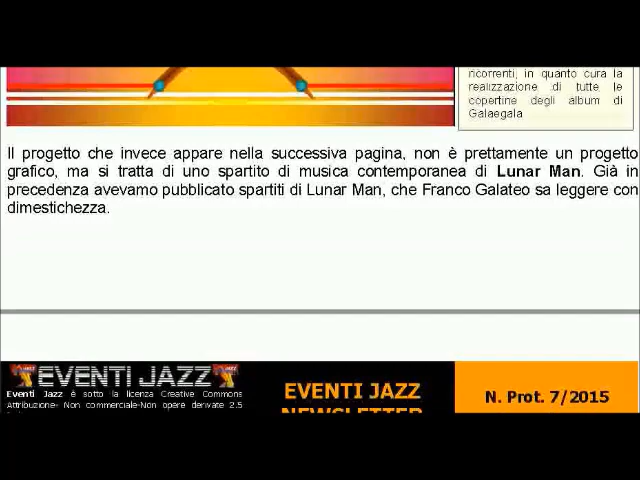 ricorrenti, in quanto cura la
realizzazione di tutte le
copertine degli album di
Galaegala
Il progetto che invece appare nella successiva pagina, non è prettamente un progetto
grafico, ma si tratta di uno spartito di musica contemporanea di Lunar Man. Già in
precedenza avevamo pubblicato spartiti di Lunar Man, che Franco Galateo sa leggere con
dimestichezza.
EVENTI JAZZ
Eventi Jazz è sotto la licenza Creative Commons
Attribuzione- Non commerciale-Non opere derivate 2.5
EVENTI JAZZ
NEWSLETTER
N. Prot. 7/2015